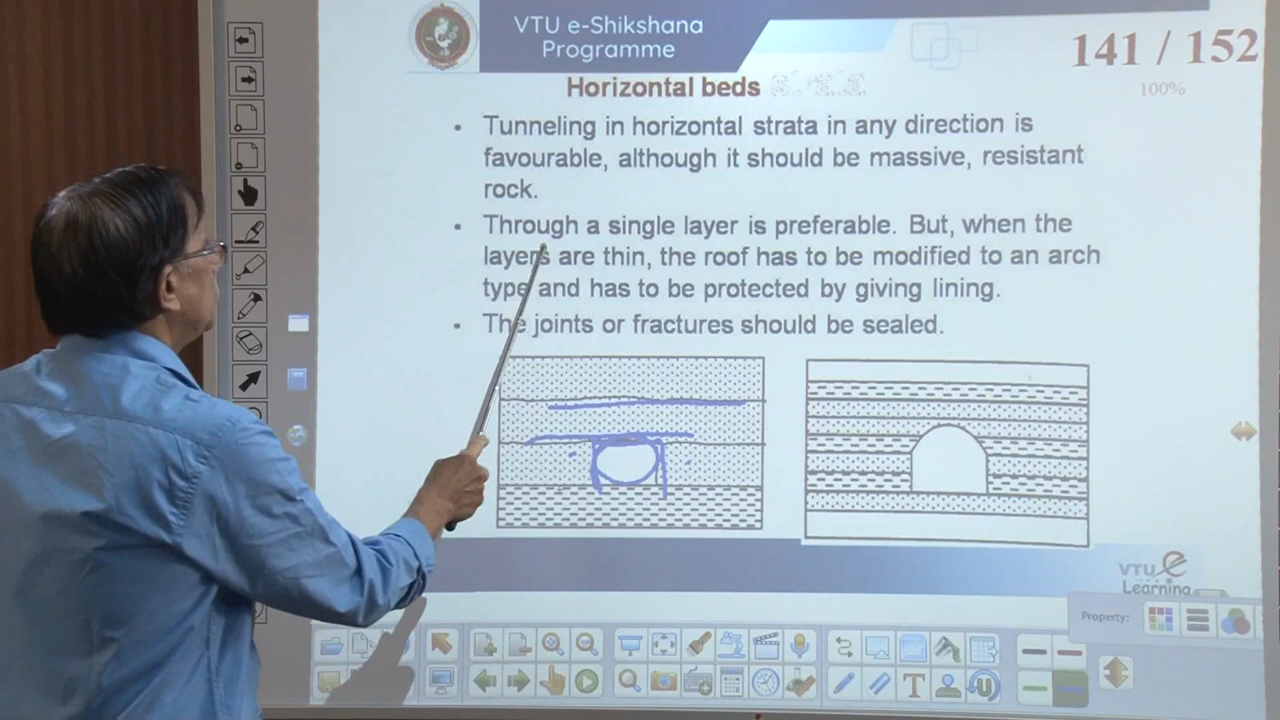 VTU e-Shikshana
Programme
141 / 152
100%
Horizontal beds
• Tunneling in horizontal strata in any direction is
favourable, although it should be massive, resistant
rock.
• Through a single layer is preferable. But, when the
layers are thin, the roof has to be modified to an arch
type and has to be protected by giving lining.
• The joints or fractures should be sealed.
VTU e
Learning
Property: